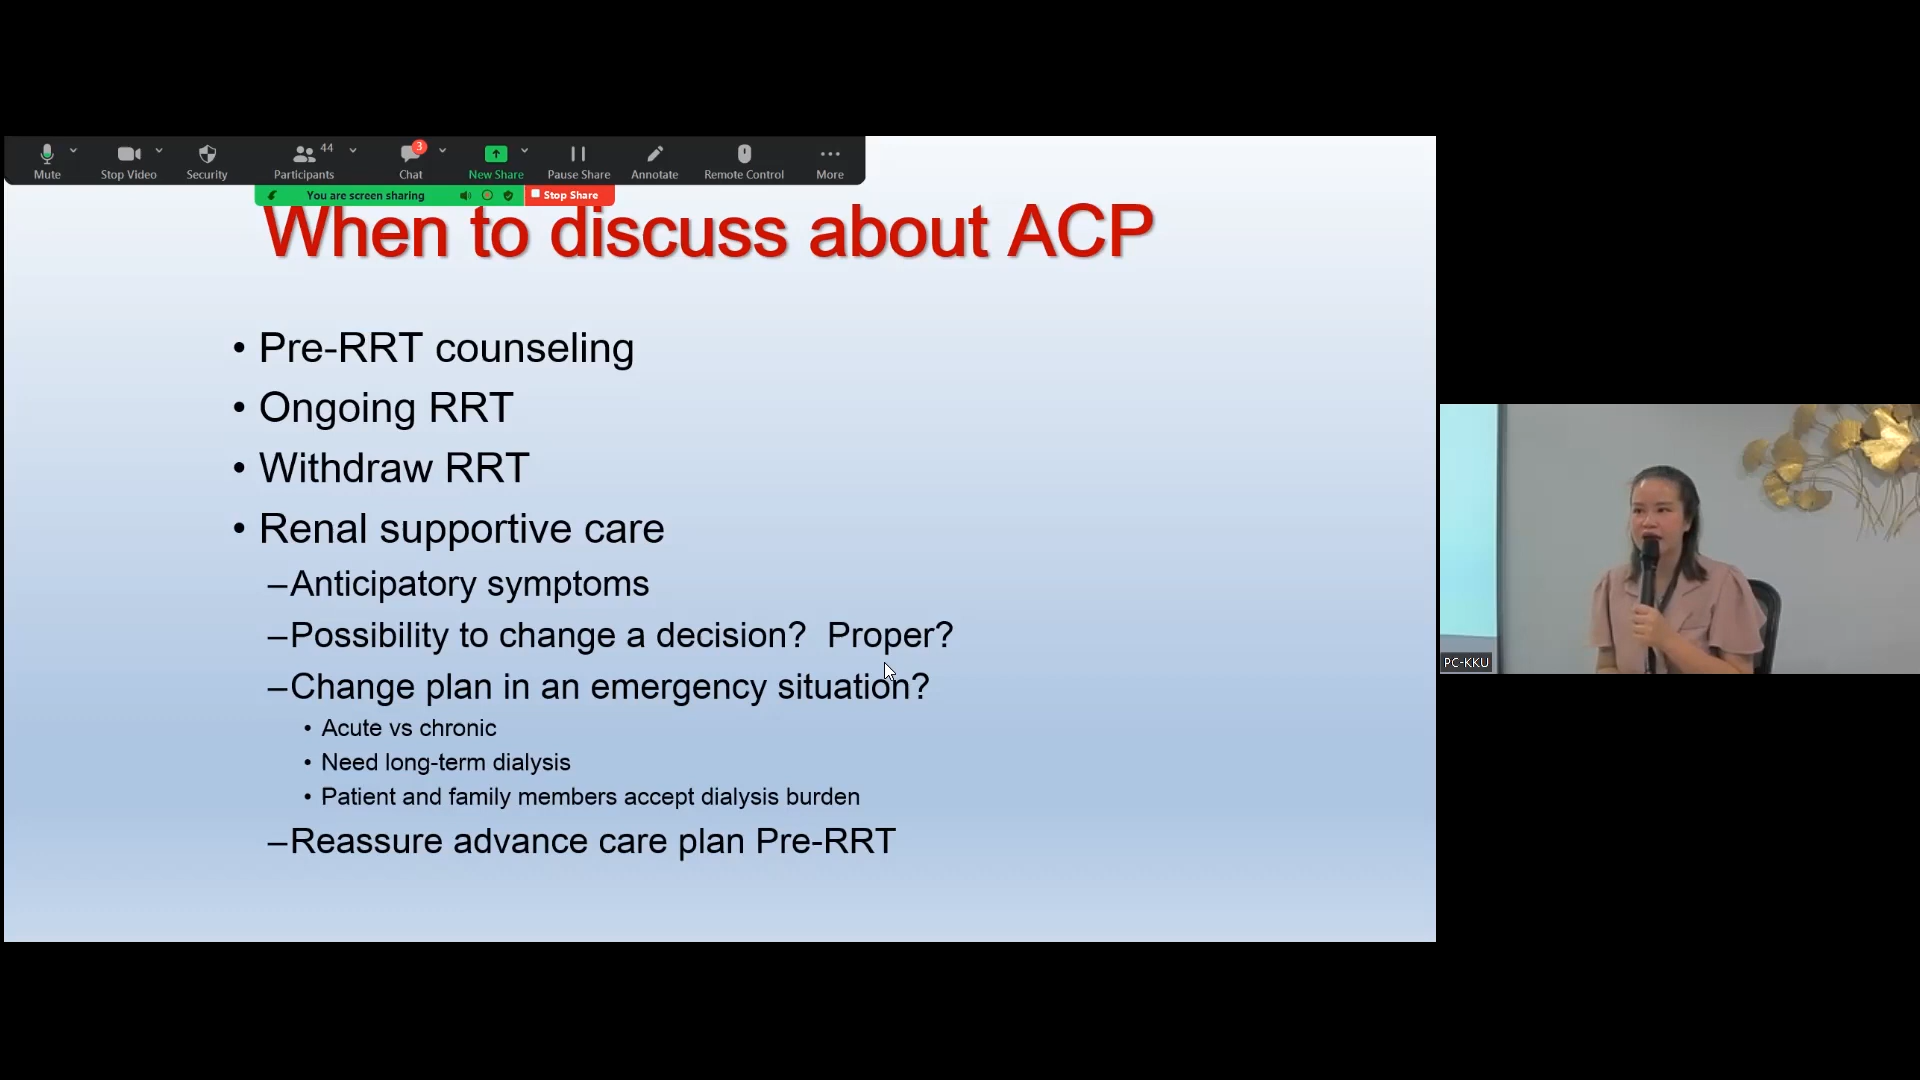 44
3
Mute
Stop Video
Security
Participants
Chat
New Share
Pause Share
Annotate
Remote Control
More
You are screen sharing
Stop Share
When to discuss about ACP
• Pre-RRT counseling
• Ongoing RRT
• Withdraw RRT
• Renal supportive care
–Anticipatory symptoms
–Possibility to change a decision? Proper?
–Change plan in an emergency situation?
• Acute vs chronic
• Need long-term dialysis
• Patient and family members accept dialysis burden
–Reassure advance care plan Pre-RRT
PC-KKU